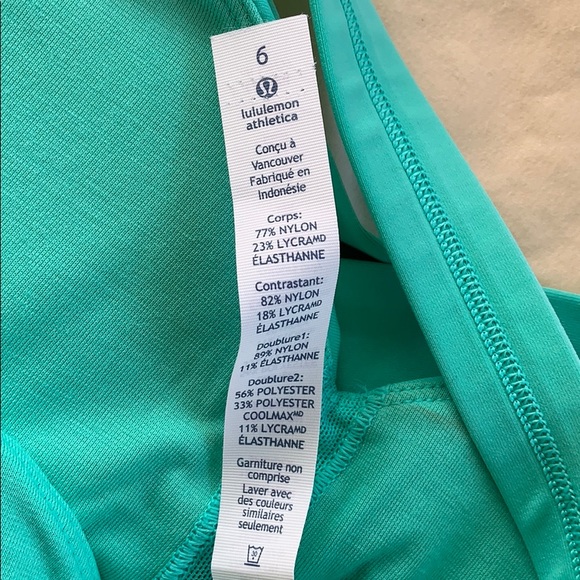 6
lululemon
athletica
Conçu à
Vancouver
Fabriqué en
Indonésie
Corps:
77% NYLON
23% LYCRAMD
ÉLASTHANNE
Contrastant:
82% NYLON
18% LYCRAMD
ÉLASTHANNE
Doublure1:
89% NYLON
11% ÉLASTHANNE
Doublure2:
56% POLYESTER
33% POLYESTER
COOLMAXMD
11% LYCRAMD
ÉLASTHANNE
Garniture non
comprise
Laver avec
des couleurs
similaires
seulement
30